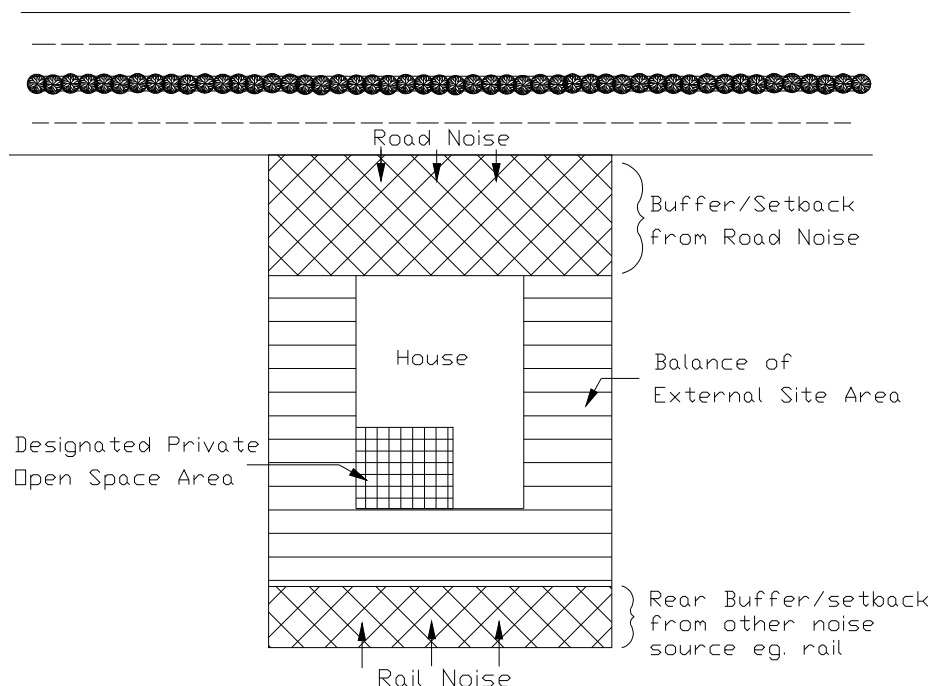 Road Noise
Buffer/Setback
from Road Noise
House
Balance of
External Site Area
Designated Private
Open Space Area
Rear Buffer/setback
from other noise
source eg. rail
Rail Noise